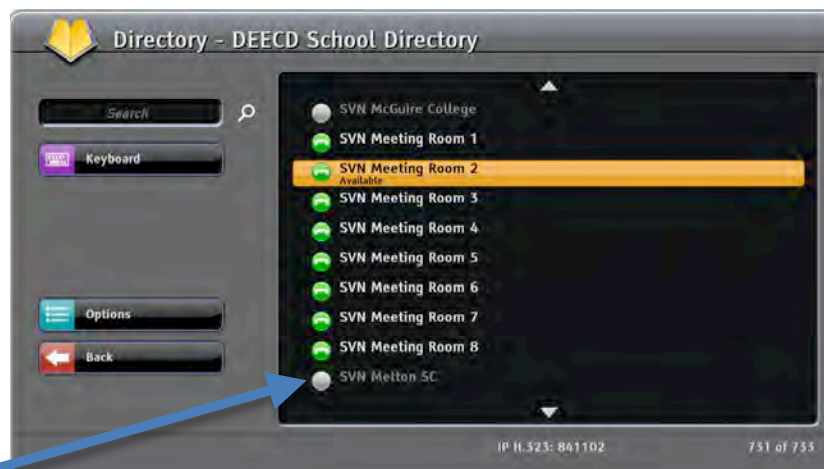 Directory - DEECD School Directory
Search
Keyboard
Options
Back
SVN McGuire College
SVN Meeting Room 1
SVN Meeting Room 2
Available
SVN Meeting Room 3
SVN Meeting Room 4
SVN Meeting Room 5
SVN Meeting Room 6
SVN Meeting Room 7
SVN Meeting Room 8
SVN Melton SC
IP H.323: 841102
731 of 733